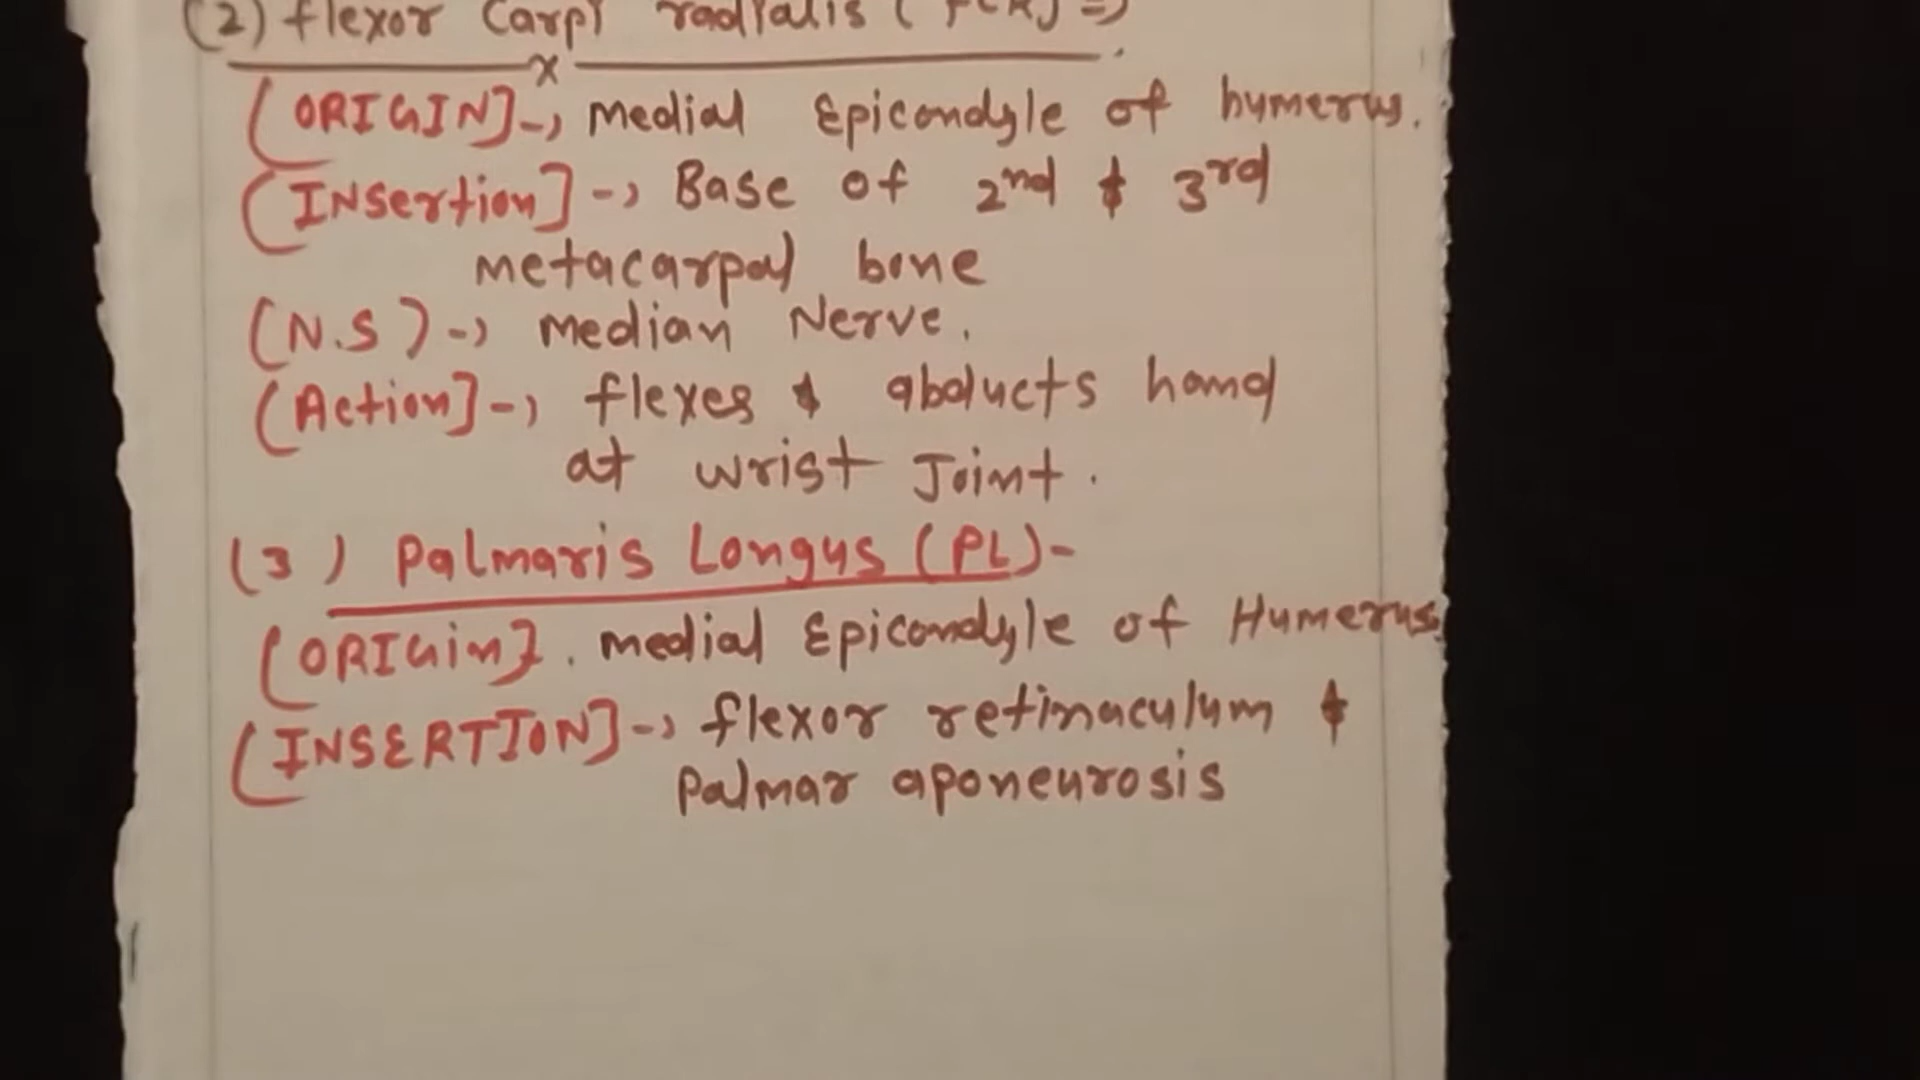 (2) flexor Carpi radialis (FCR) =>
x
[ORIGIN] -> Medial Epicondyle of humerus.
[Insertion] -> Base of 2nd & 3rd
metacarpal bone
(N.S) -> Median Nerve.
[Action] -> flexes & abducts hand
at wrist Joint.
(3) Palmaris Longus (PL)-
[ORIGin]. medial Epicondyle of Humerus.
[INSERTION] -> flexor retinaculum &
Palmar aponeurosis